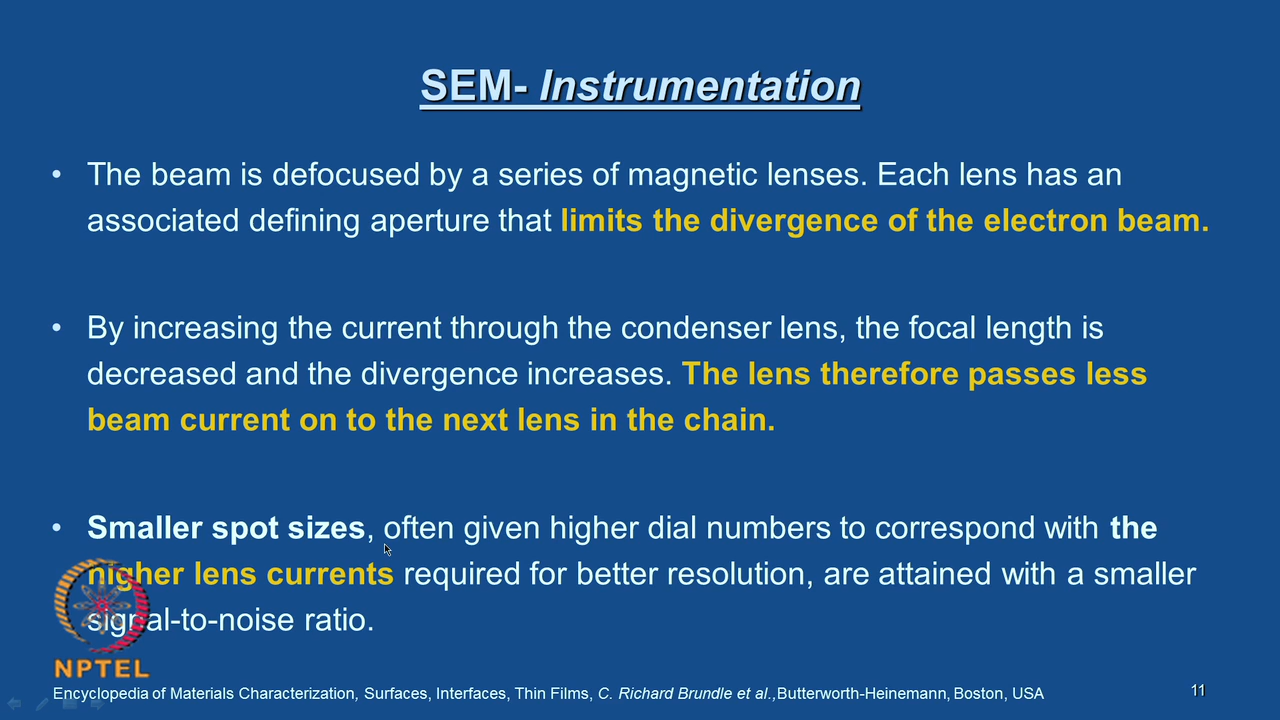 SEM- Instrumentation
• The beam is defocused by a series of magnetic lenses. Each lens has an
associated defining aperture that limits the divergence of the electron beam.
• By increasing the current through the condenser lens, the focal length is
decreased and the divergence increases. The lens therefore passes less
beam current on to the next lens in the chain.
• Smaller spot sizes, often given higher dial numbers to correspond with the
higher lens currents required for better resolution, are attained with a smaller
signal-to-noise ratio.
NPTEL
Encyclopedia of Materials Characterization, Surfaces, Interfaces, Thin Films, C. Richard Brundle et al.,Butterworth-Heinemann, Boston, USA
11